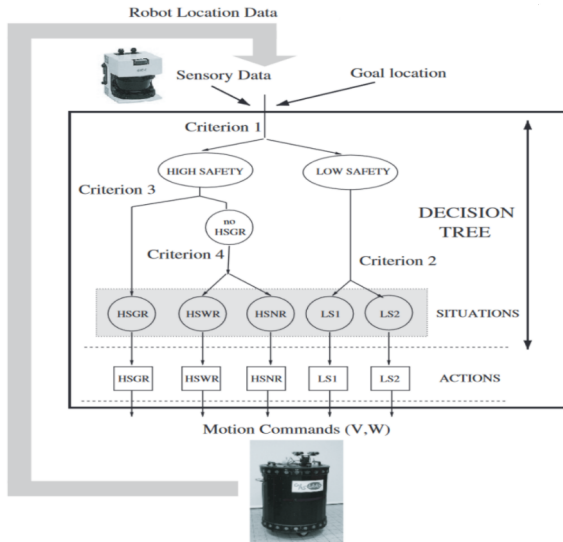 Robot Location Data
Sensory Data
Goal location
Criterion 1
HIGH SAFETY
LOW SAFETY
Criterion 3
no
HSGR
DECISION
TREE
Criterion 4
Criterion 2
HSGR HSWR HSNR LS1 LS2 SITUATIONS
HSGR HSWR HSNR LS1 LS2 ACTIONS
Motion Commands (V,W)